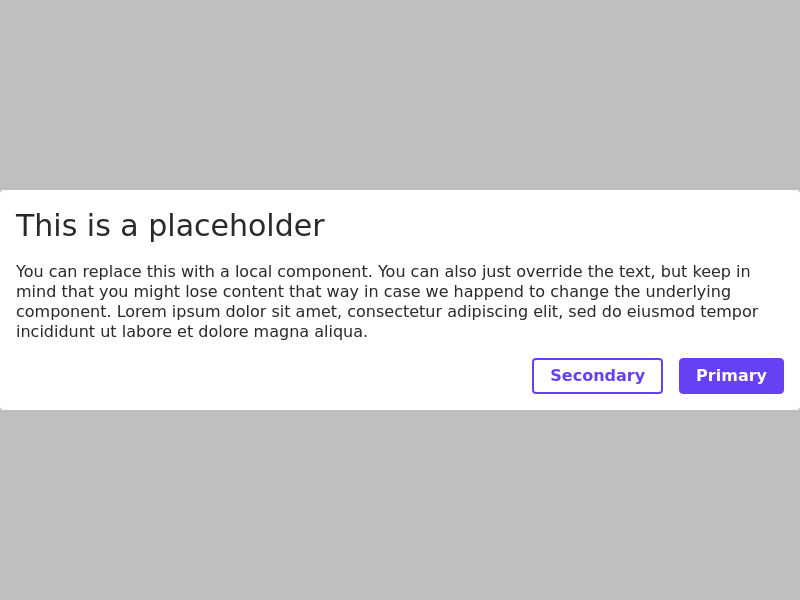 This is a placeholder
You can replace this with a local component. You can also just override the text, but keep in
mind that you might lose content that way in case we happend to change the underlying
component. Lorem ipsum dolor sit amet, consectetur adipiscing elit, sed do eiusmod tempor
incididunt ut labore et dolore magna aliqua.
Secondary
Primary